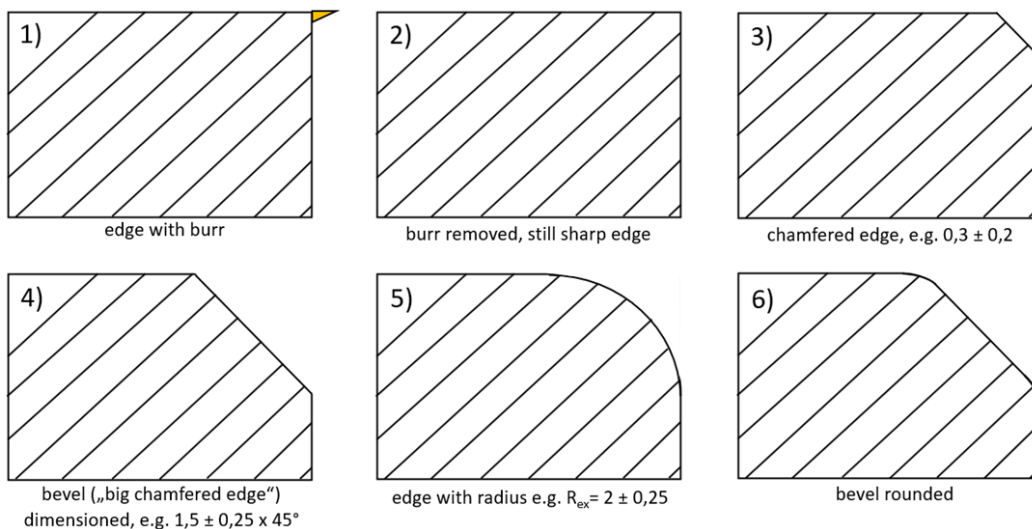 1)
2)
3)
edge with burr
burr removed, still sharp edge
chamfered edge, e.g. 0,3 ± 0,2
4)
5)
6)
bevel („big chamfered edge“)
dimensioned, e.g. 1,5 ± 0,25 x 45°
edge with radius e.g. Rₑₓ= 2 ± 0,25
bevel rounded